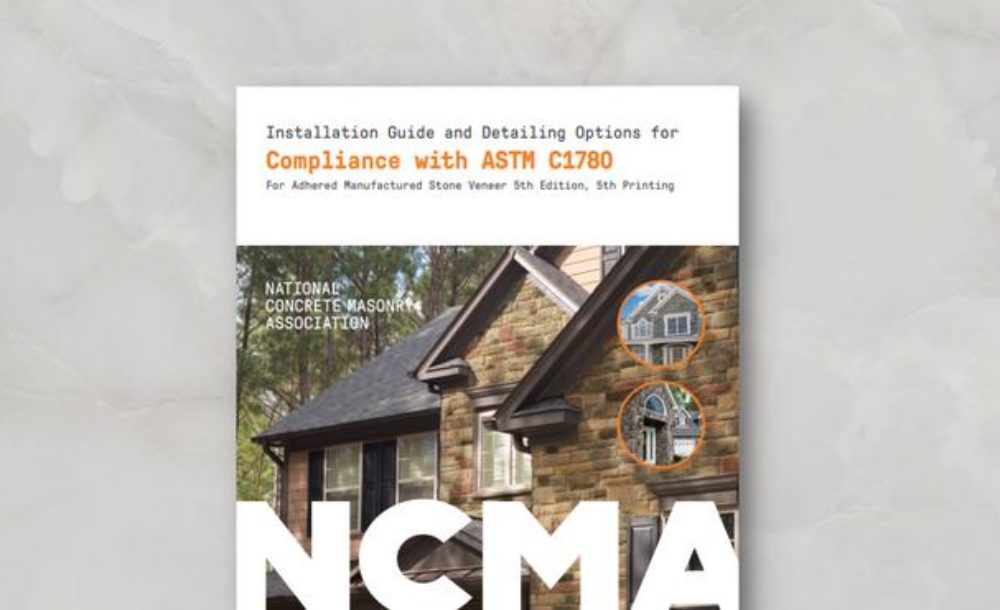 Installation Guide and Detailing Options for
Compliance with ASTM C1780
For Adhered Manufactured Stone Veneer 5th Edition, 5th Printing
NATIONAL
CONCRETE MASONRY
ASSOCIATION
NCMA